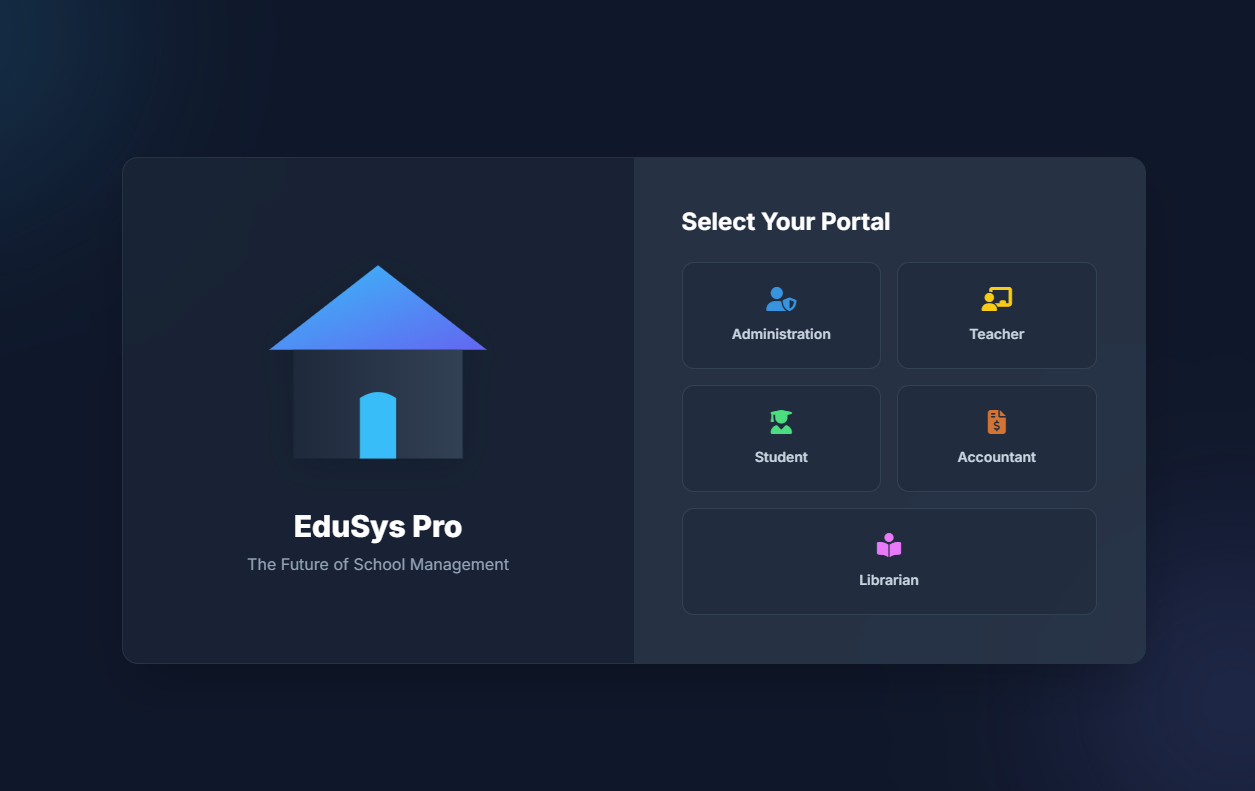 EduSys Pro
The Future of School Management
Select Your Portal
Administration
Teacher
Student
Accountant
Librarian